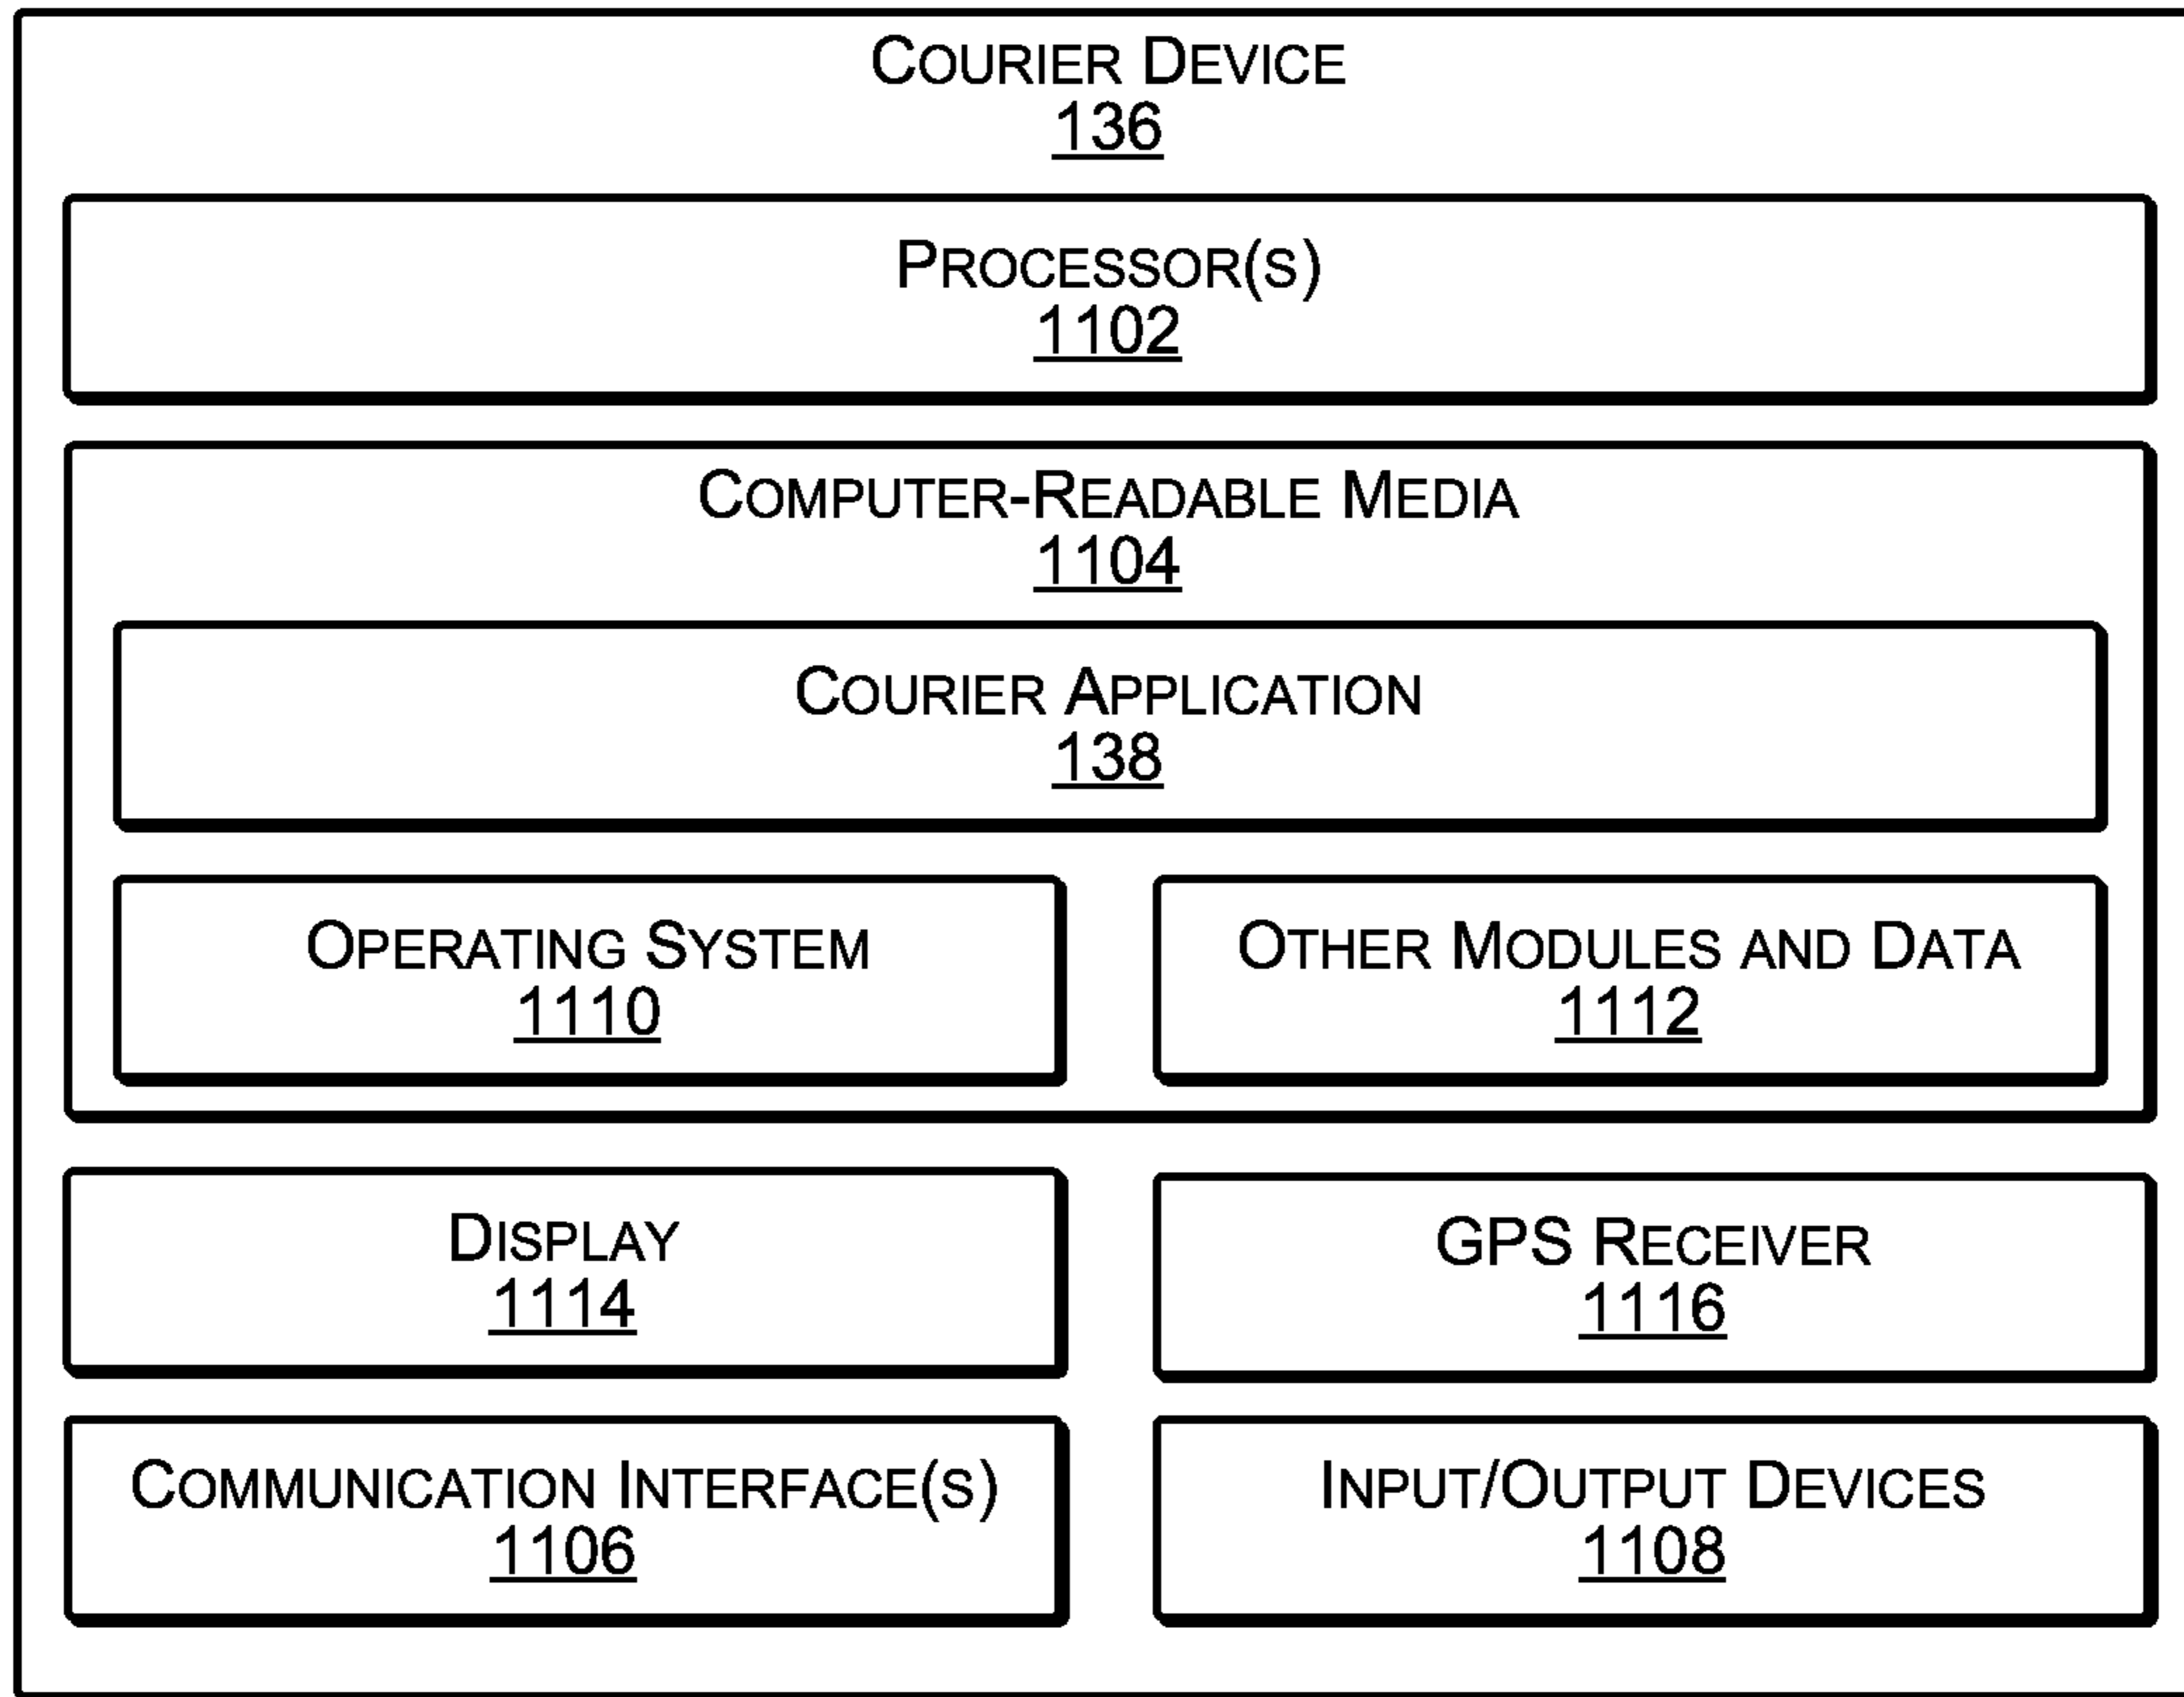 COURIER DEVICE
136
PROCESSOR(S)
1102
COMPUTER-READABLE MEDIA
1104
COURIER APPLICATION
138
OPERATING SYSTEM
1110
OTHER MODULES AND DATA
1112
DISPLAY
1114
GPS RECEIVER
1116
COMMUNICATION INTERFACE(S)
1106
INPUT/OUTPUT DEVICES
1108